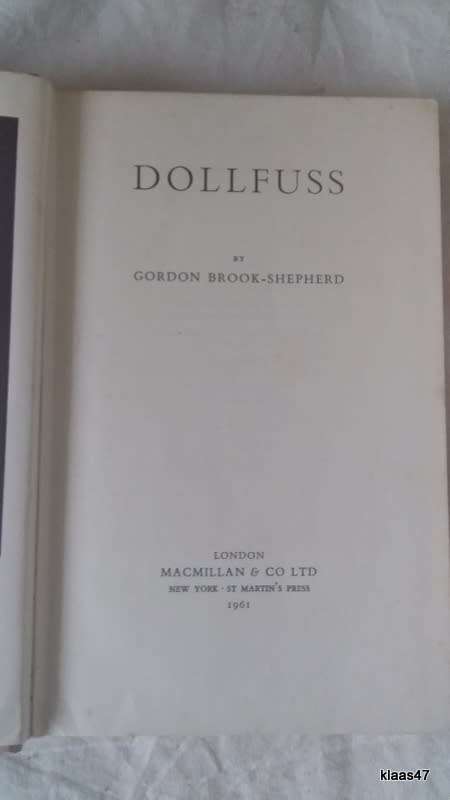 DOLLFUSS
BY
GORDON BROOK-SHEPHERD
LONDON
MACMILLAN & CO LTD
NEW YORK · ST MARTIN'S PRESS
1961
klaas47